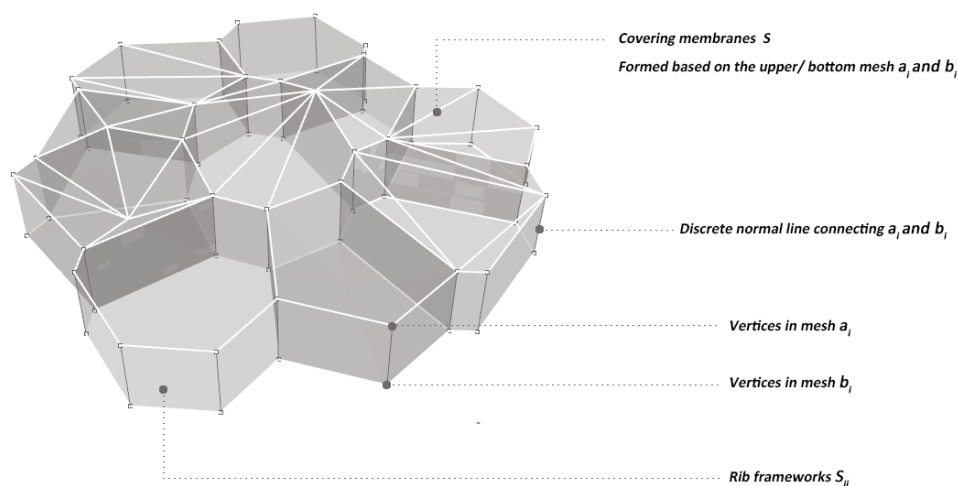 Covering membranes S
Formed based on the upper/ bottom mesh ai and bi
Discrete normal line connecting ai and bi
Vertices in mesh ai
Vertices in mesh bi
Rib frameworks Sij